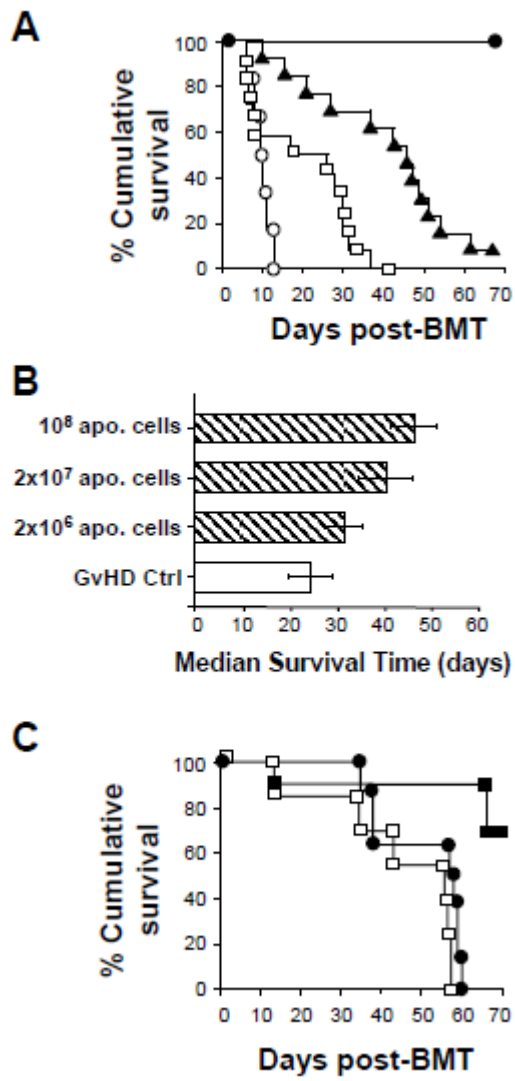 A
% Cumulative
survival
100
80
60
40
20
0
0 10 20 30 40 50 60 70
Days post-BMT
B
10⁸ apo. cells
2x10⁷ apo. cells
2x10⁶ apo. cells
GvHD Ctrl
0 10 20 30 40 50 60
Median Survival Time (days)
C
% Cumulative
survival
100
80
60
40
20
0
0 10 20 30 40 50 60 70
Days post-BMT